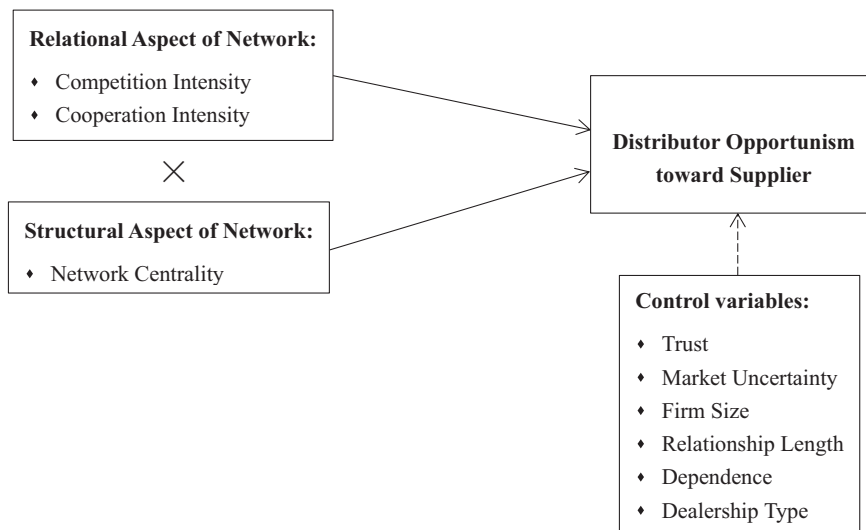 Relational Aspect of Network:
♦ Competition Intensity
♦ Cooperation Intensity
×
Structural Aspect of Network:
♦ Network Centrality
Distributor Opportunism
toward Supplier
Control variables:
♦ Trust
♦ Market Uncertainty
♦ Firm Size
♦ Relationship Length
♦ Dependence
♦ Dealership Type